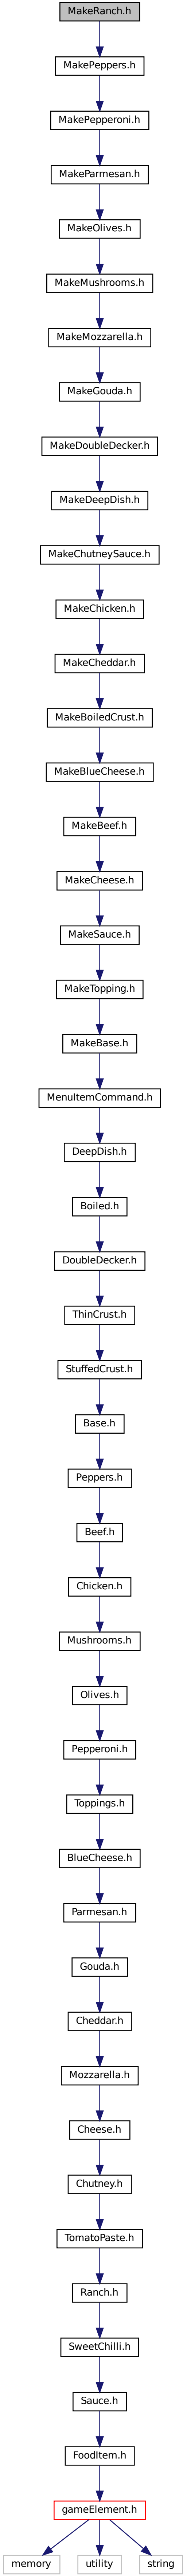 MakeRanch.h
MakePeppers.h
MakePepperoni.h
MakeParmesan.h
MakeOlives.h
MakeMushrooms.h
MakeMozzarella.h
MakeGouda.h
MakeDoubleDecker.h
MakeDeepDish.h
MakeChutneySauce.h
MakeChicken.h
MakeCheddar.h
MakeBoiledCrust.h
MakeBlueCheese.h
MakeBeef.h
MakeCheese.h
MakeSauce.h
MakeTopping.h
MakeBase.h
MenuItemCommand.h
DeepDish.h
Boiled.h
DoubleDecker.h
ThinCrust.h
StuffedCrust.h
Base.h
Peppers.h
Beef.h
Chicken.h
Mushrooms.h
Olives.h
Pepperoni.h
Toppings.h
BlueCheese.h
Parmesan.h
Gouda.h
Cheddar.h
Mozzarella.h
Cheese.h
Chutney.h
TomatoPaste.h
Ranch.h
SweetChilli.h
Sauce.h
FoodItem.h
gameElement.h
memory utility string